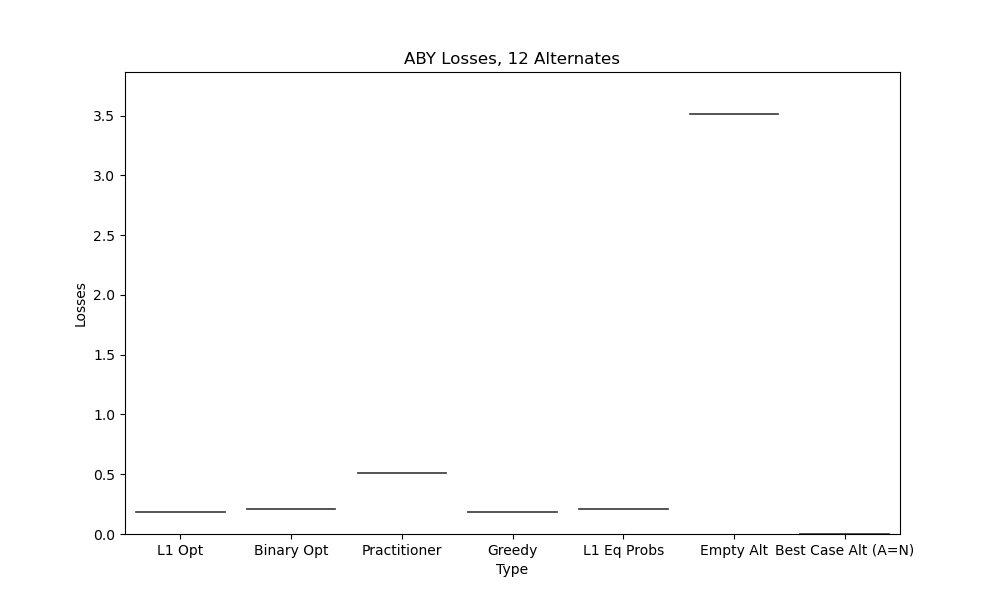 ABY Losses, 12 Alternates
3.5
3.0
2.5
2.0
1.5
1.0
0.5
0.0
Losses
L1 Opt
Binary Opt
Practitioner
Greedy
L1 Eq Probs
Empty Alt
Best Case Alt (A=N)
Type